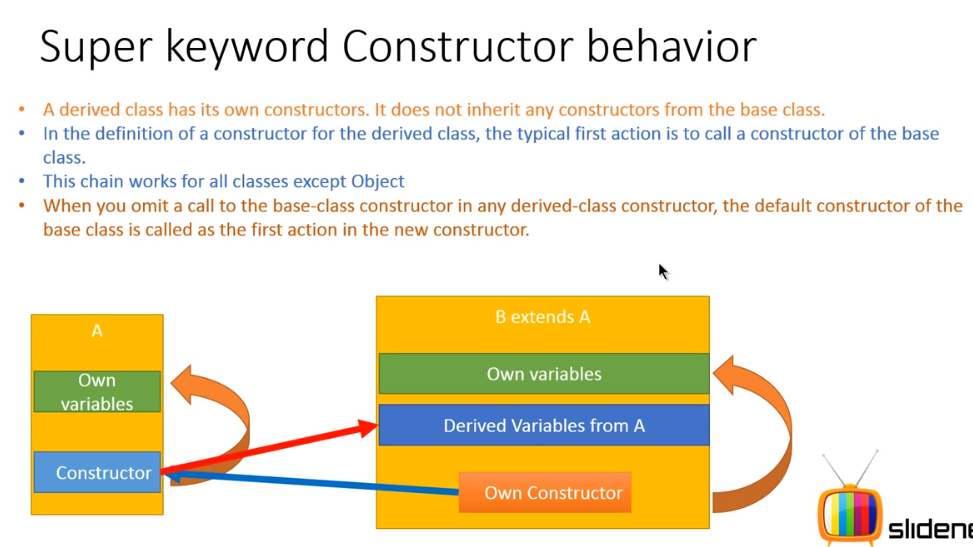 Super keyword Constructor behavior
• A derived class has its own constructors. It does not inherit any constructors from the base class.
• In the definition of a constructor for the derived class, the typical first action is to call a constructor of the base
class.
• This chain works for all classes except Object
• When you omit a call to the base-class constructor in any derived-class constructor, the default constructor of the
base class is called as the first action in the new constructor.
A
Own
variables
Constructor
B extends A
Own variables
Derived Variables from A
Own Constructor
slidene